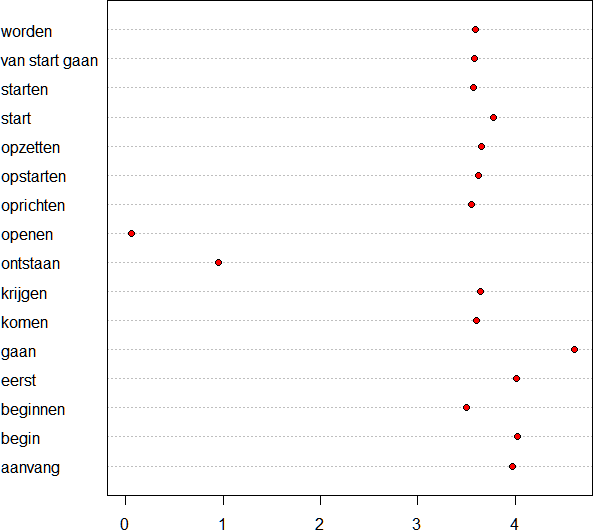 worden
van start gaan
starten
start
opzetten
opstarten
oprichten
openen
ontstaan
krijgen
komen
gaan
eerst
beginnen
begin
aanvang
0 1 2 3 4